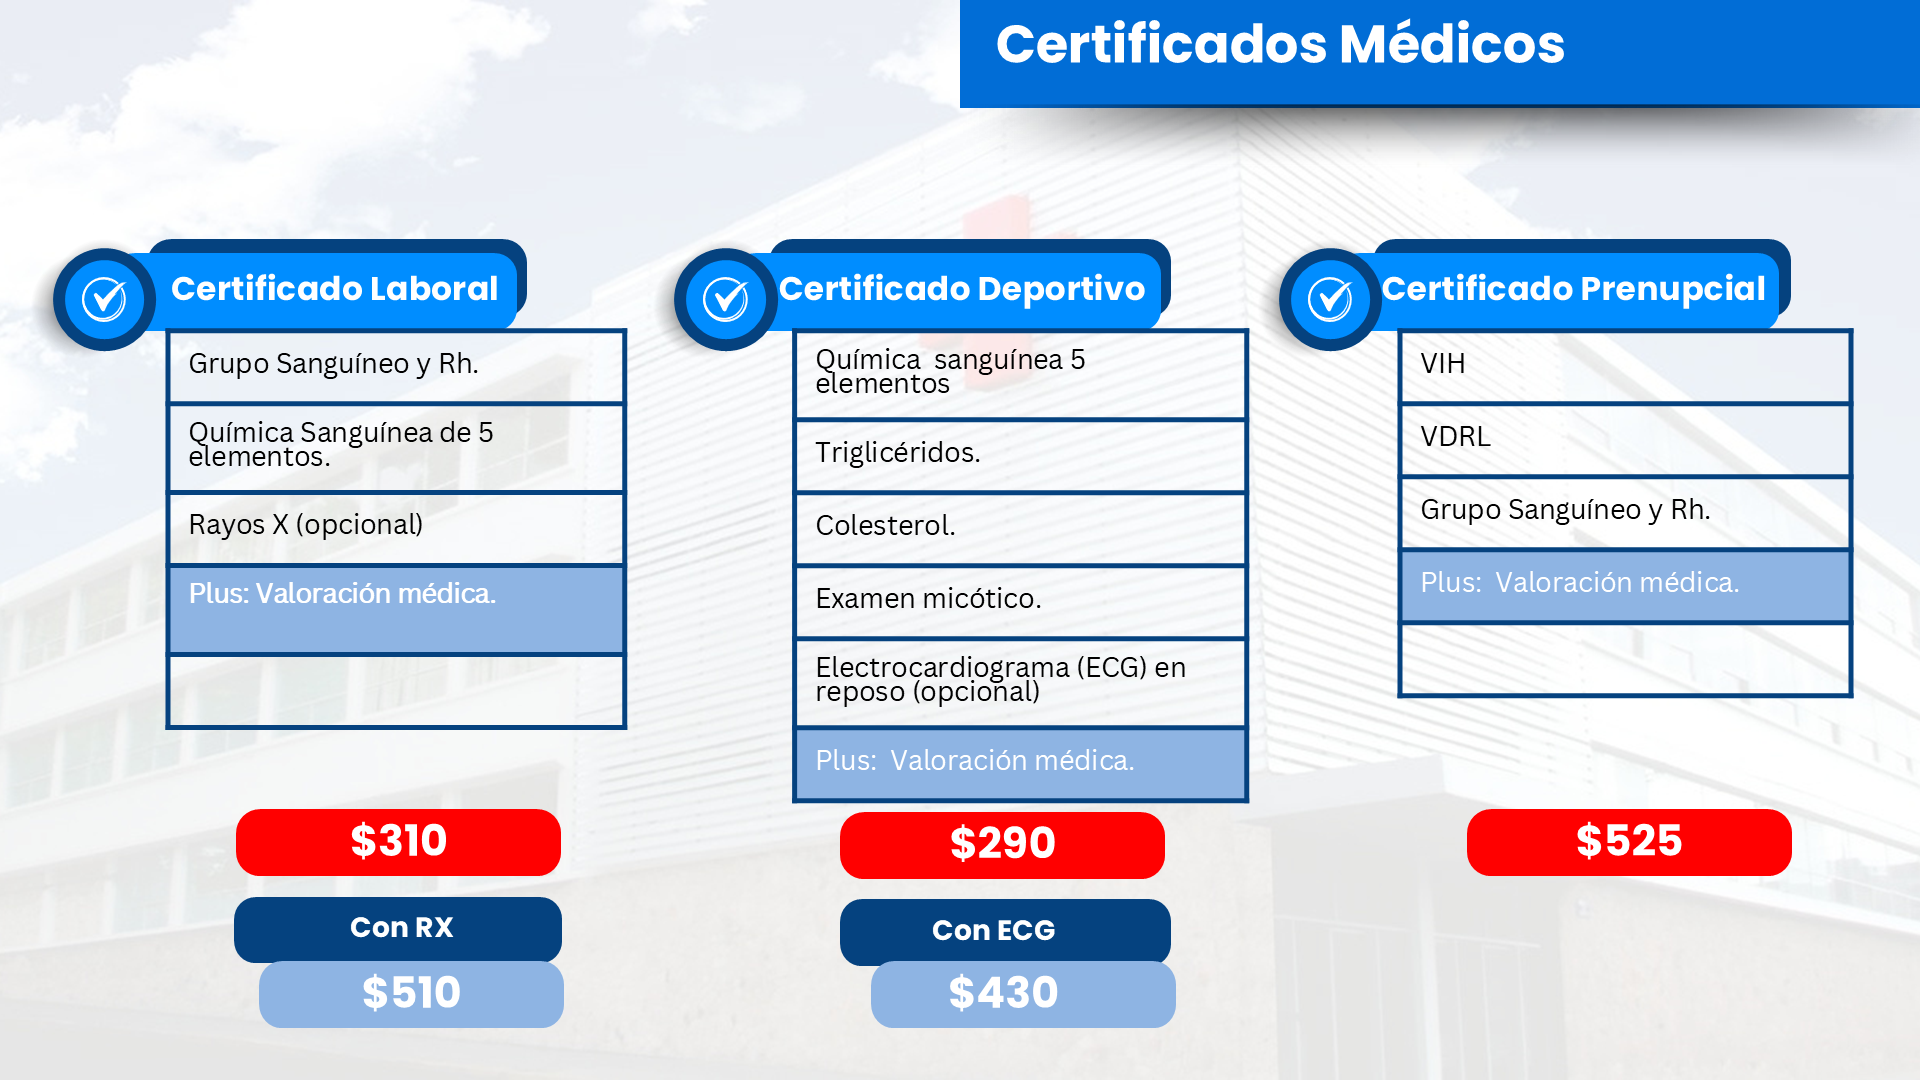 Certificados Médicos
Certificado Laboral
Grupo Sanguíneo y Rh.
Química Sanguínea de 5
elementos.
Rayos X (opcional)
Plus: Valoración médica.
$310
Con RX
$510
Certificado Deportivo
Química sanguínea 5
elementos
Triglicéridos.
Colesterol.
Examen micótico.
Electrocardiograma (ECG) en
reposo (opcional)
Plus: Valoración médica.
$290
Con ECG
$430
Certificado Prenupcial
VIH
VDRL
Grupo Sanguíneo y Rh.
Plus: Valoración médica.
$525